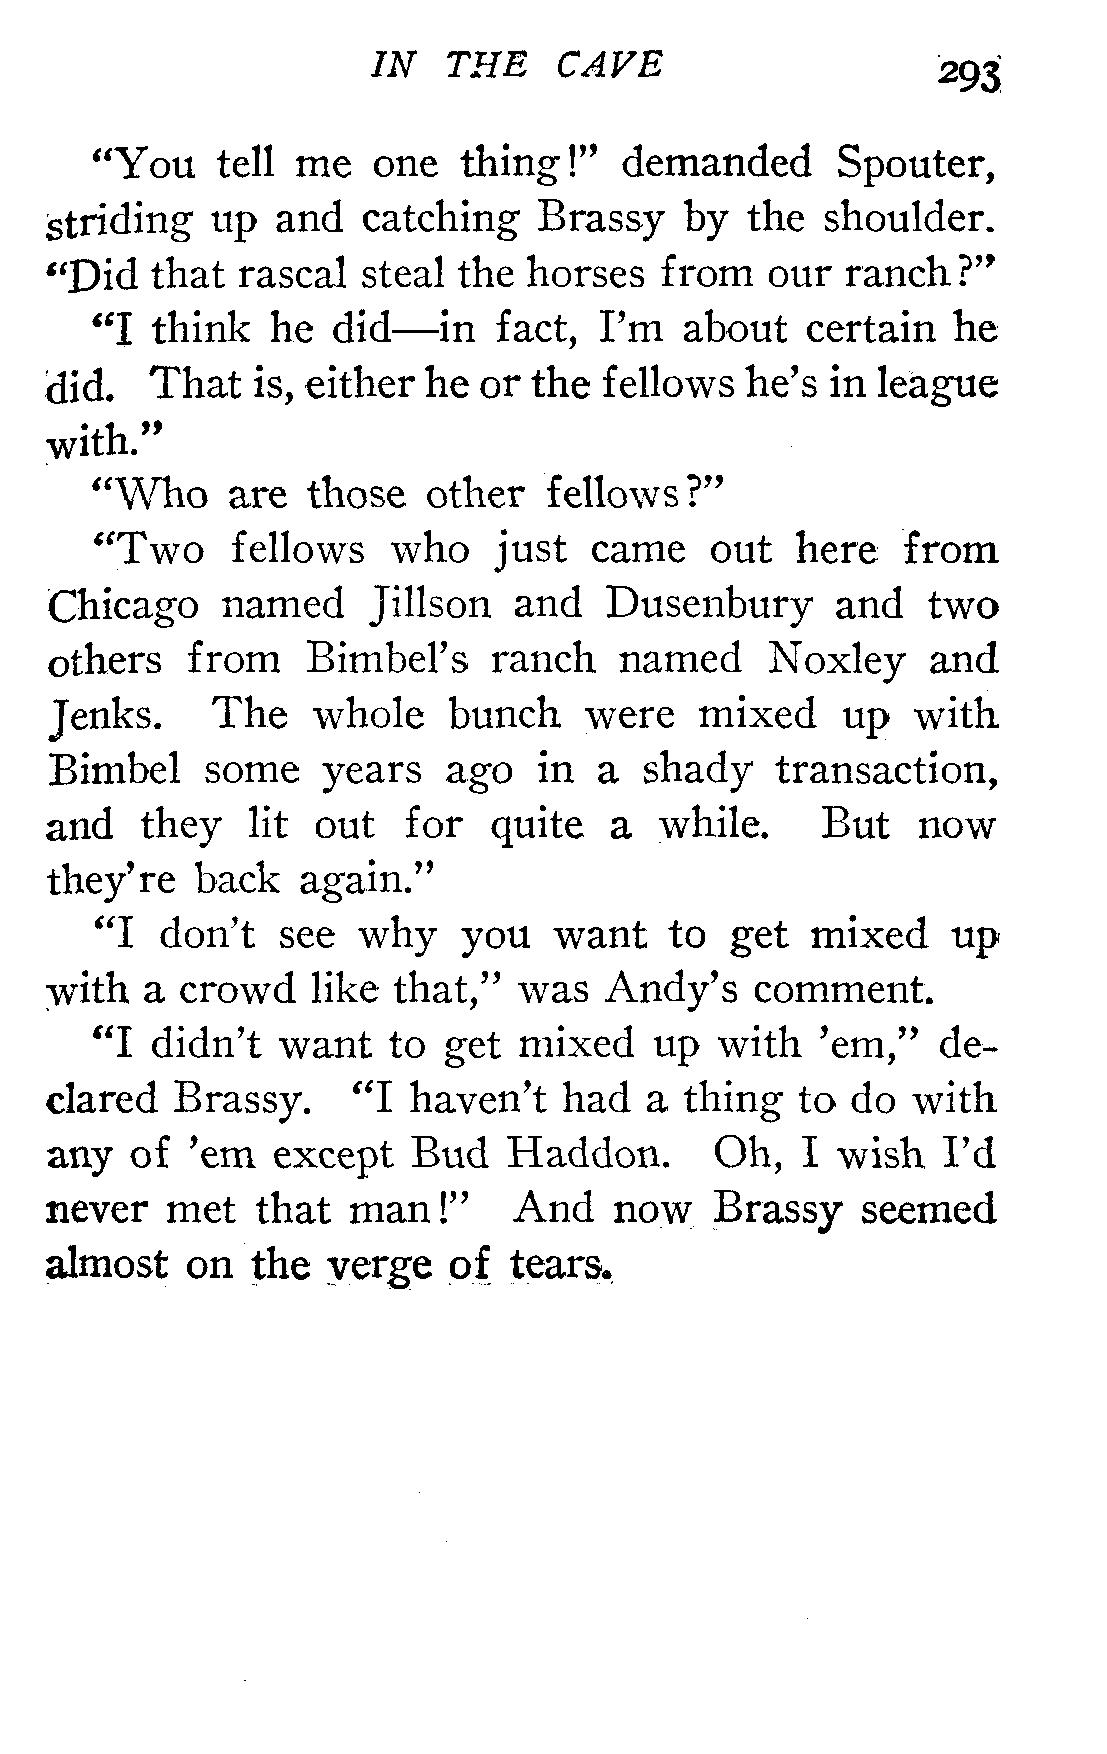 IN THE CAVE 293
"You tell me one thing!" demanded Spouter,
striding up and catching Brassy by the shoulder.
"Did that rascal steal the horses from our ranch?"
"I think he did—in fact, I'm about certain he
did. That is, either he or the fellows he's in league
with."
"Who are those other fellows?"
"Two fellows who just came out here from
Chicago named Jillson and Dusenbury and two
others from Bimbel's ranch named Noxley and
Jenks. The whole bunch were mixed up with
Bimbel some years ago in a shady transaction,
and they lit out for quite a while. But now
they're back again."
"I don't see why you want to get mixed up
with a crowd like that," was Andy's comment.
"I didn't want to get mixed up with 'em," de-
clared Brassy. "I haven't had a thing to do with
any of 'em except Bud Haddon. Oh, I wish I'd
never met that man!" And now Brassy seemed
almost on the verge of tears.